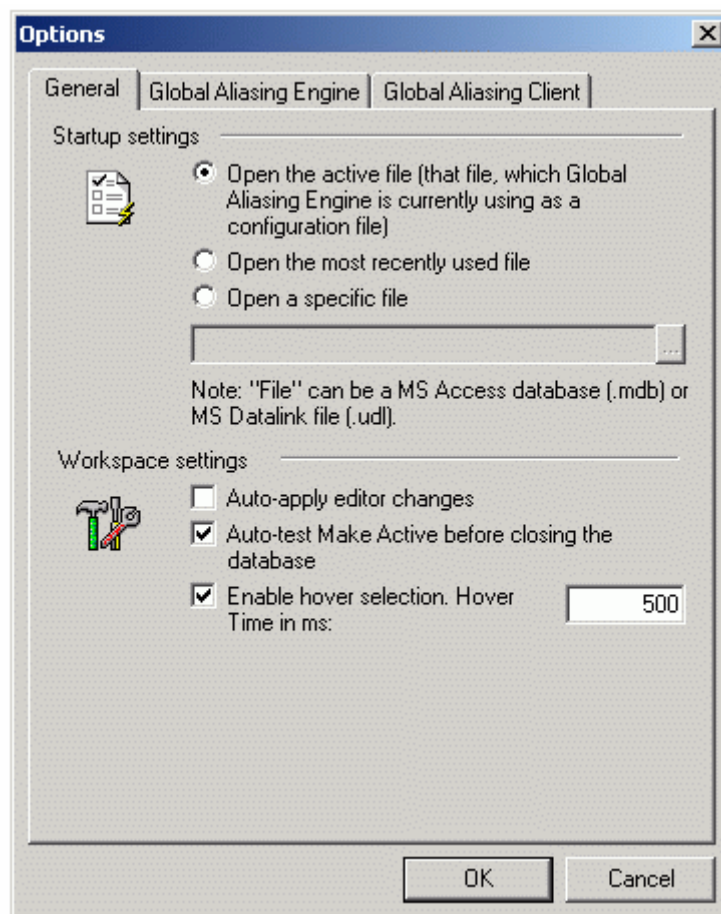 Options
General
Global Aliasing Engine
Global Aliasing Client
Startup settings
Open the active file (that file, which Global
Aliasing Engine is currently using as a
configuration file)
Open the most recently used file
Open a specific file
...
Note: "File" can be a MS Access database (.mdb) or
MS Datalink file (.udl).
Workspace settings
Auto-apply editor changes
Auto-test Make Active before closing the
database
Enable hover selection. Hover
Time in ms:
500
OK
Cancel